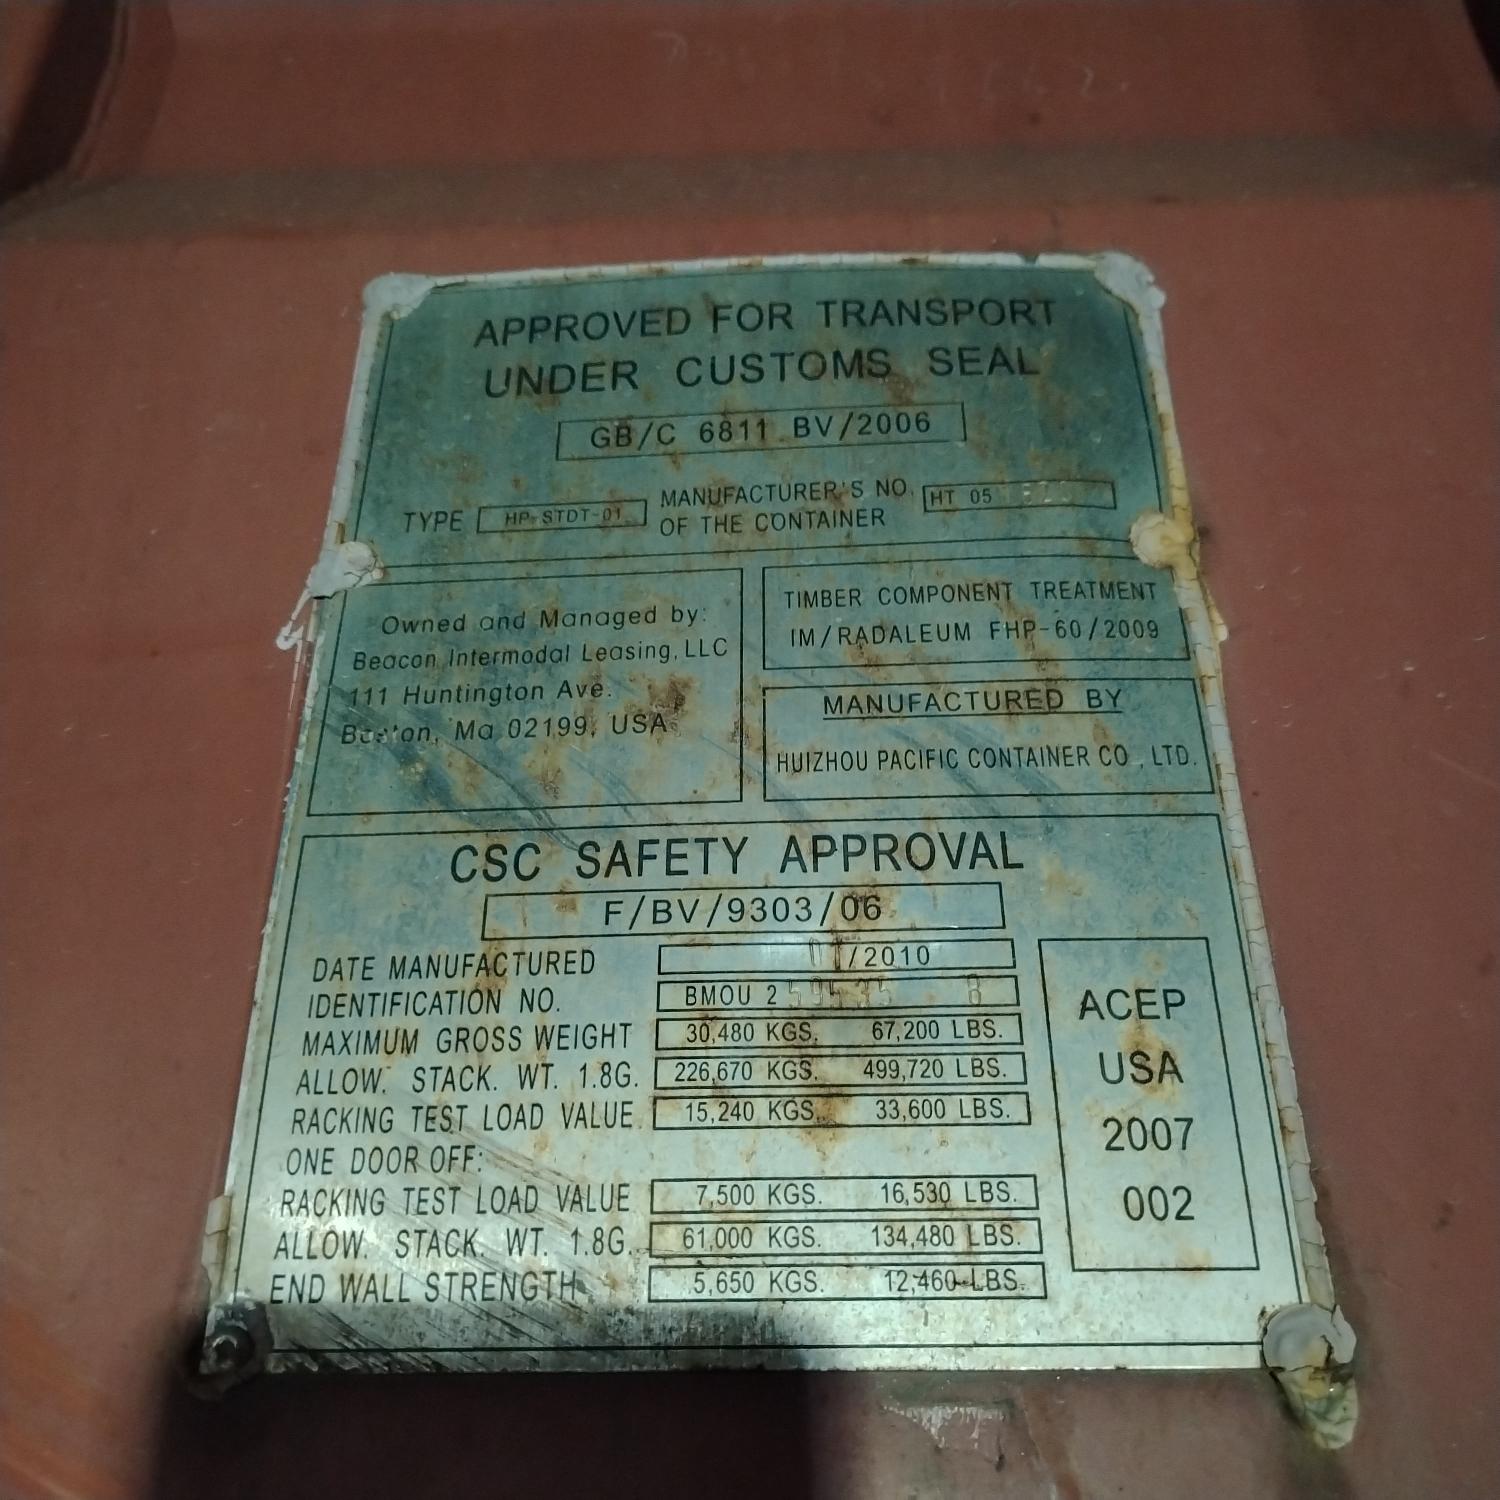 APPROVED FOR TRANSPORT
UNDER CUSTOMS SEAL
GB/C 6811 BV/2006
TYPE HP-STDT-01
MANUFACTURER'S NO.
OF THE CONTAINER
HT 05
Owned and Managed by:
Beacon Intermodal Leasing, LLC
111 Huntington Ave.
Boston, Ma 02199, USA
TIMBER COMPONENT TREATMENT
IM/RADALEUM FHP-60/2009
MANUFACTURED BY
HUIZHOU PACIFIC CONTAINER CO., LTD.
CSC SAFETY APPROVAL
F/BV/9303/06
DATE MANUFACTURED /2010
IDENTIFICATION NO. BMOU 2
MAXIMUM GROSS WEIGHT 30,480 KGS. 67,200 LBS.
ALLOW. STACK. WT. 1.8G. 226,670 KGS. 499,720 LBS.
RACKING TEST LOAD VALUE 15,240 KGS. 33,600 LBS.
ONE DOOR OFF:
RACKING TEST LOAD VALUE 7,500 KGS. 16,530 LBS.
ALLOW. STACK. WT. 1.8G. 61,000 KGS. 134,480 LBS.
END WALL STRENGTH 5,650 KGS. 12,460 LBS.
ACEP
USA
2007
002